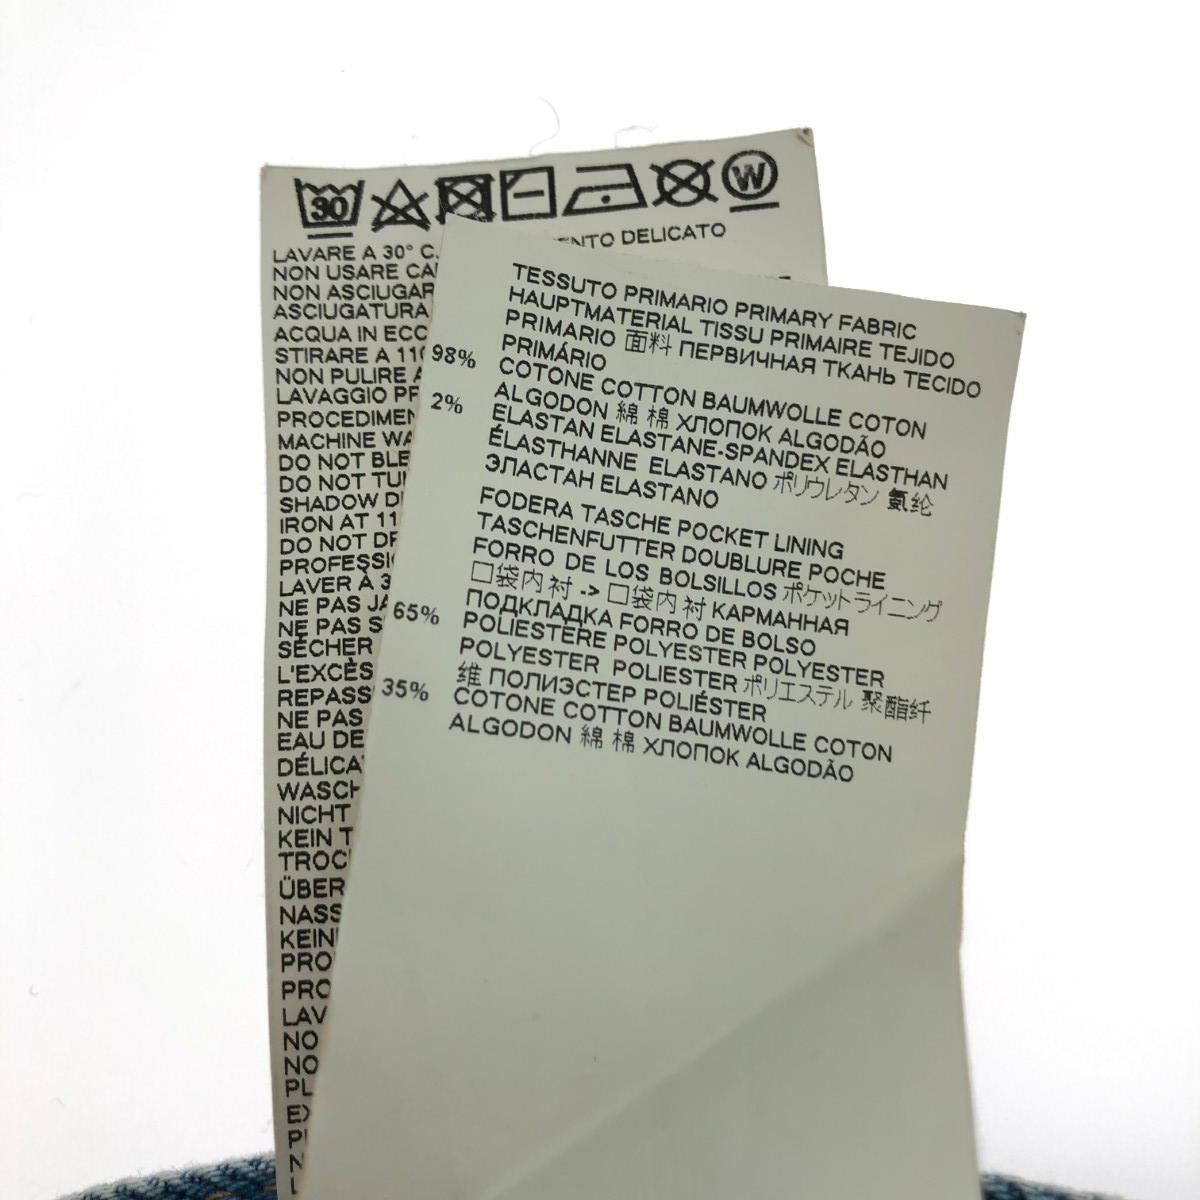 30
W
LAVARE A 30° C.
NTO DELICATO
NON USARE
NON ASCIUGAR
ASCIUGATURA
ACQUA IN ECC
STIRARE A 110
NON PULIRE A
LAVAGGIO PR
PROCEDIMEN
MACHINE WA
DO NOT BLE
DO NOT TU
SHADOW D
IRON AT 11
DO NOT DR
PROFESSI
LAVER À 3
NE PAS JA
NE PAS S
SÉCHER
L'EXCÈS
REPASS
NE PAS
EAU DE
DÉLICA
WASCH
NICHT
KEIN T
TROC
ÜBER
NASS
KEIN
PRO
PRO
LAV
NO
NO
PL
EX
P
TESSUTO PRIMARIO PRIMARY FABRIC
HAUPTMATERIAL TISSU PRIMAIRE TEJIDO
PRIMARIO 面料 ПЕРВИЧНАЯ ТКАНЬ TECIDO
PRIMÁRIO
98% COTONE COTTON BAUMWOLLE COTON
ALGODON 綿 棉 ХЛОПОК ALGODÃO
2% ELASTAN ELASTANE-SPANDEX ELASTHAN
ÉLASTHANNE ELASTANO ポリウレタン 氨纶
ЭЛАСТАН ELASTANO
FODERA TASCHE POCKET LINING
TASCHENFUTTER DOUBLURE POCHE
FORRO DE LOS BOLSILLOS ポケットライニング
口袋内衬 -> 口袋内衬 КАРМАННАЯ
ПОДКЛАДКА FORRO DE BOLSO
65% POLIESTERE POLYESTER POLYESTER
POLYESTER POLIESTER ポリエステル 聚酯纤
维 ПОЛИЭСТЕР POLIÉSTER
35% COTONE COTTON BAUMWOLLE COTON
ALGODON 綿 棉 ХЛОПОК ALGODÃO